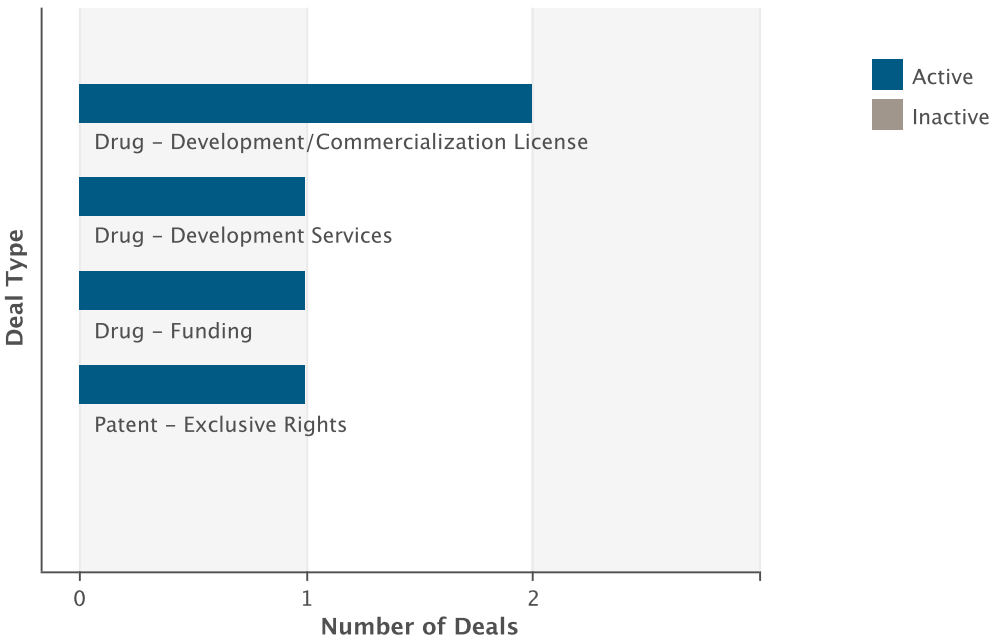 Active
Inactive
Deal Type
Drug – Development/Commercialization License
Drug – Development Services
Drug – Funding
Patent – Exclusive Rights
0 1 2
Number of Deals